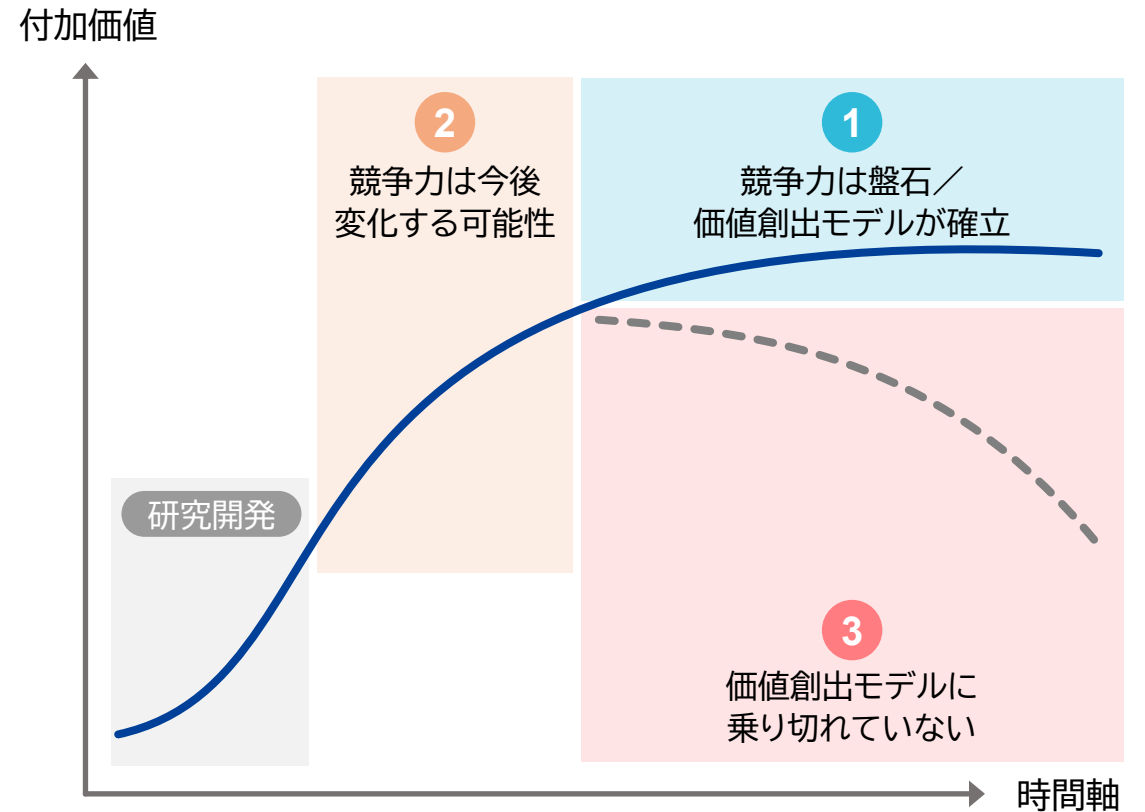 付加価値
2
競争力は今後
変化する可能性
1
競争力は盤石／
価値創出モデルが確立
研究開発
3
価値創出モデルに
乗り切れていない
時間軸